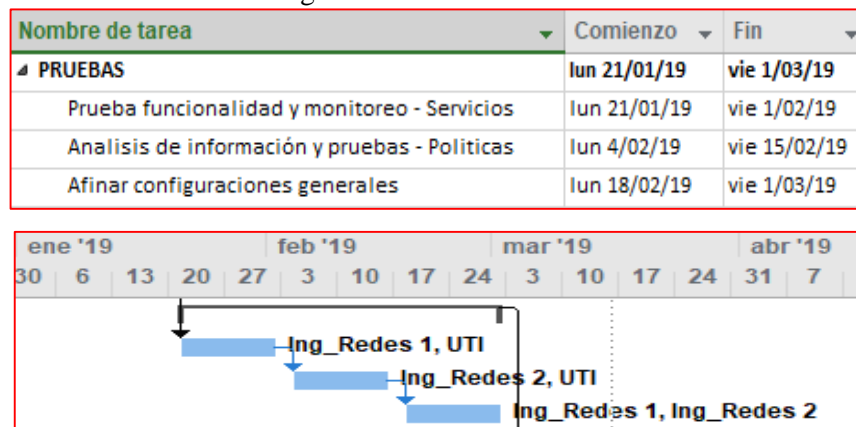 Nombre de tarea Comienzo Fin
PRUEBAS lun 21/01/19 vie 1/03/19
Prueba funcionalidad y monitoreo - Servicios lun 21/01/19 vie 1/02/19
Analisis de información y pruebas - Politicas lun 4/02/19 vie 15/02/19
Afinar configuraciones generales lun 18/02/19 vie 1/03/19
ene '19 feb '19 mar '19 abr '19
30 6 13 20 27 3 10 17 24 3 10 17 24 31 7
Ing_Redes 1, UTI
Ing_Redes 2, UTI
Ing_Redes 1, Ing_Redes 2